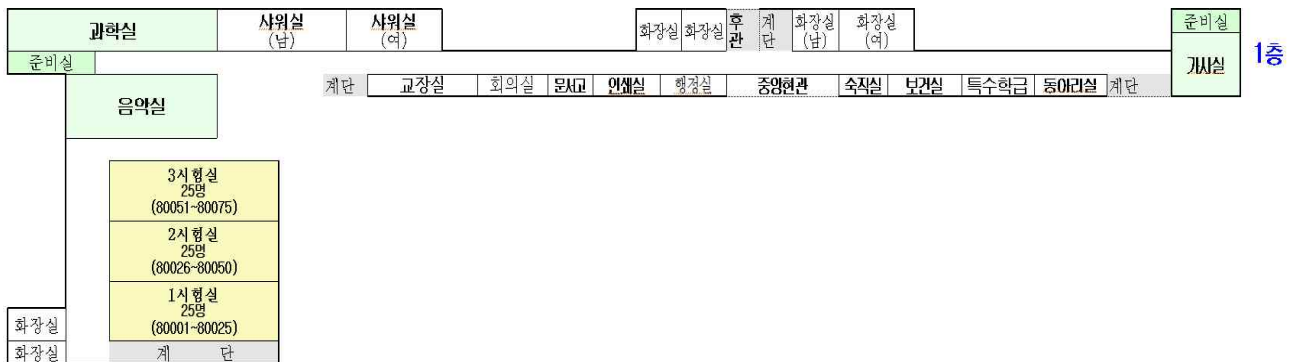 과학실
샤워실
(남)
샤워실
(여)
화장실
화장실
후관
계단
화장실
(남)
화장실
(여)
준비실
1층
준비실
가사실
계단
교장실
회의실
문서고
인쇄실
행정실
중앙현관
숙직실
보건실
특수학급
동아리실
계단
음악실
3시험실
25명
(80051~80075)
2시험실
25명
(80026~80050)
1시험실
25명
(80001~80025)
화장실
화장실
계 단